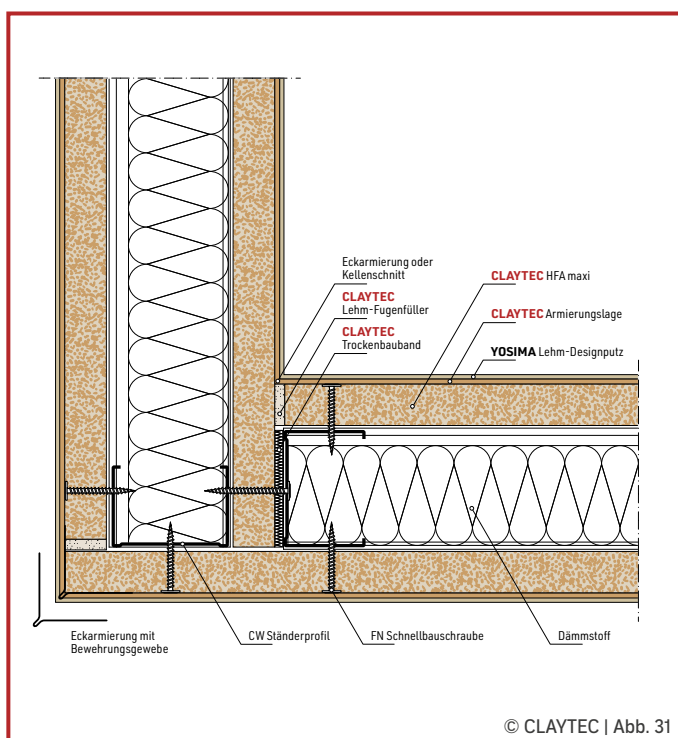 Eckarmierung oder
Kellenschnitt
CLAYTEC
Lehm-Fugenfüller
CLAYTEC
Trockenbauband
CLAYTEC HFA maxi
CLAYTEC Armierungslage
YOSIMA Lehm-Designputz
Eckarmierung mit
Bewehrungsgewebe
CW Ständerprofil
FN Schnellbauschraube
Dämmstoff
© CLAYTEC | Abb. 31